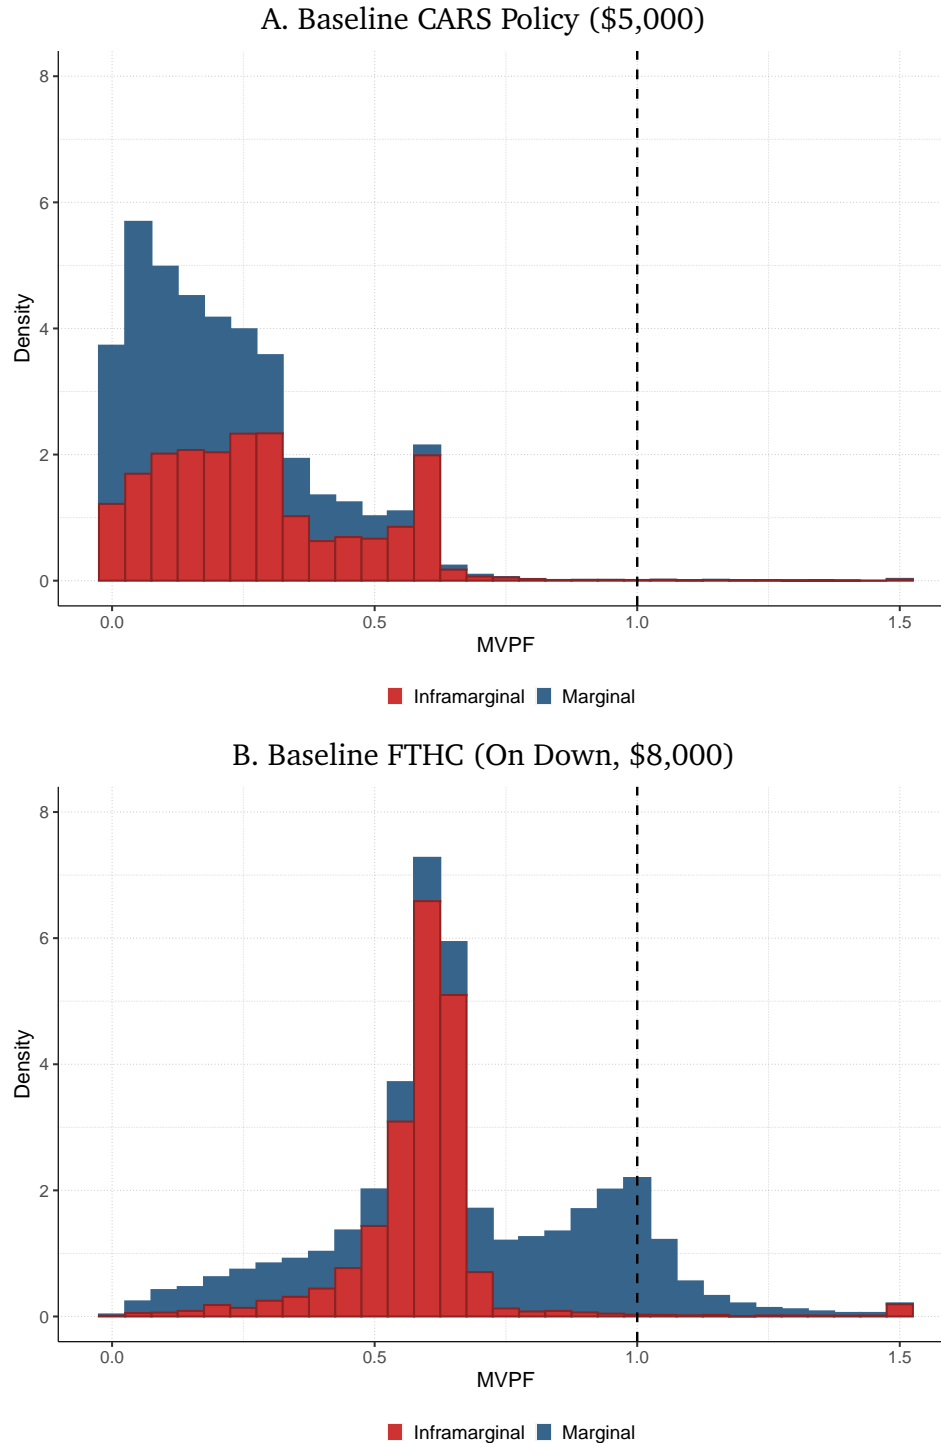 A. Baseline CARS Policy ($5,000)
8
6
4
2
0
Density
0.0 0.5 1.0 1.5
MVPF
Inframarginal Marginal
B. Baseline FTHC (On Down, $8,000)
8
6
4
2
0
Density
0.0 0.5 1.0 1.5
MVPF
Inframarginal Marginal